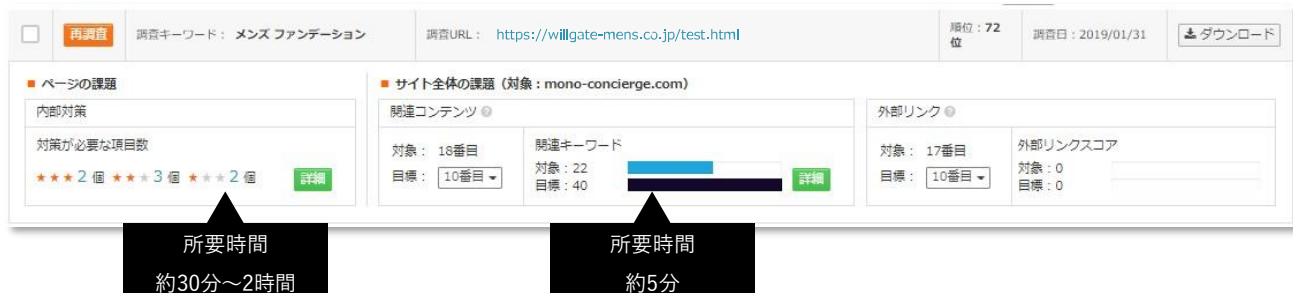 再調査 調査キーワード： メンズ ファンデーション 調査URL： https://willgate-mens.co.jp/test.html 順位：72位 調査日：2019/01/31 ダウンロード
■ ページの課題
内部対策
対策が必要な項目数
★★★2個 ★★★3個 ★★★2個 詳細
■ サイト全体の課題（対象：mono-concierge.com）
関連コンテンツ
対象： 18番目
目標： 10番目
関連キーワード
対象：22
目標：40
詳細
外部リンク
対象： 17番目
目標： 10番目
外部リンクスコア
対象：0
目標：0
所要時間
約30分～2時間
所要時間
約5分